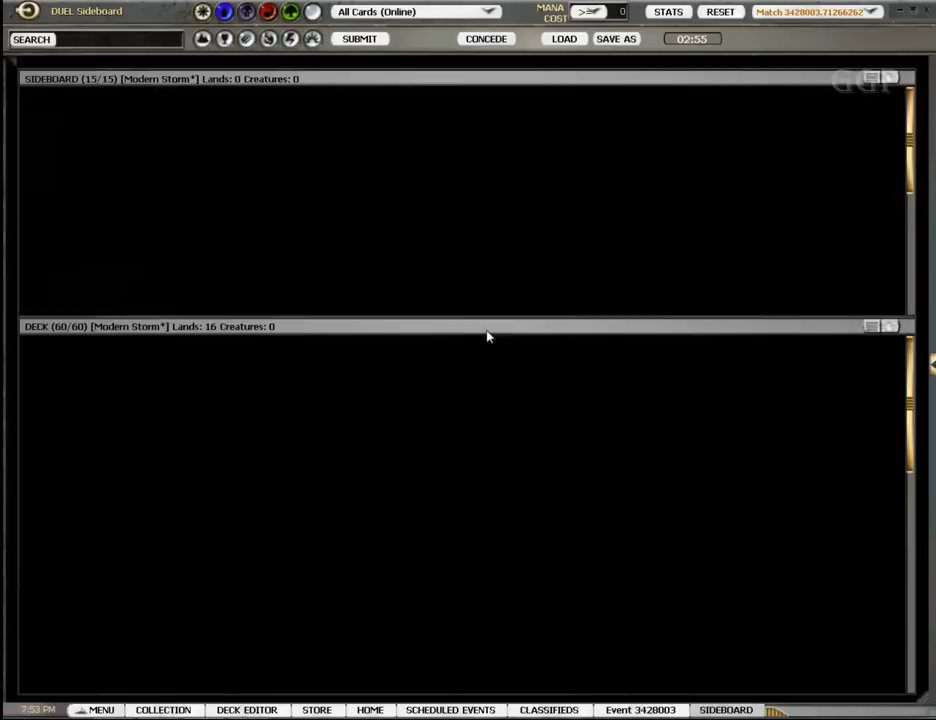 DUEL Sideboard
All Cards (Online)
MANA COST
>= 0
STATS
RESET
Match 3428003.71266262
SEARCH
SUBMIT
CONCEDE
LOAD
SAVE AS
02:55
SIDEBOARD (15/15) [Modern Storm*] Lands: 0 Creatures: 0
GGP
DECK (60/60) [Modern Storm*] Lands: 16 Creatures: 0
7:53 PM
MENU
COLLECTION
DECK EDITOR
STORE
HOME
SCHEDULED EVENTS
CLASSIFIEDS
Event 3428003
SIDEBOARD